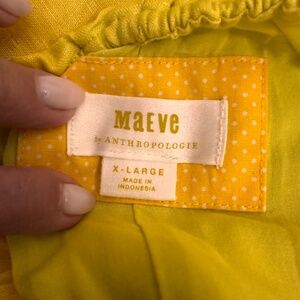 Maeve
by ANTHROPOLOGIE
X-LARGE
MADE IN
INDONESIA